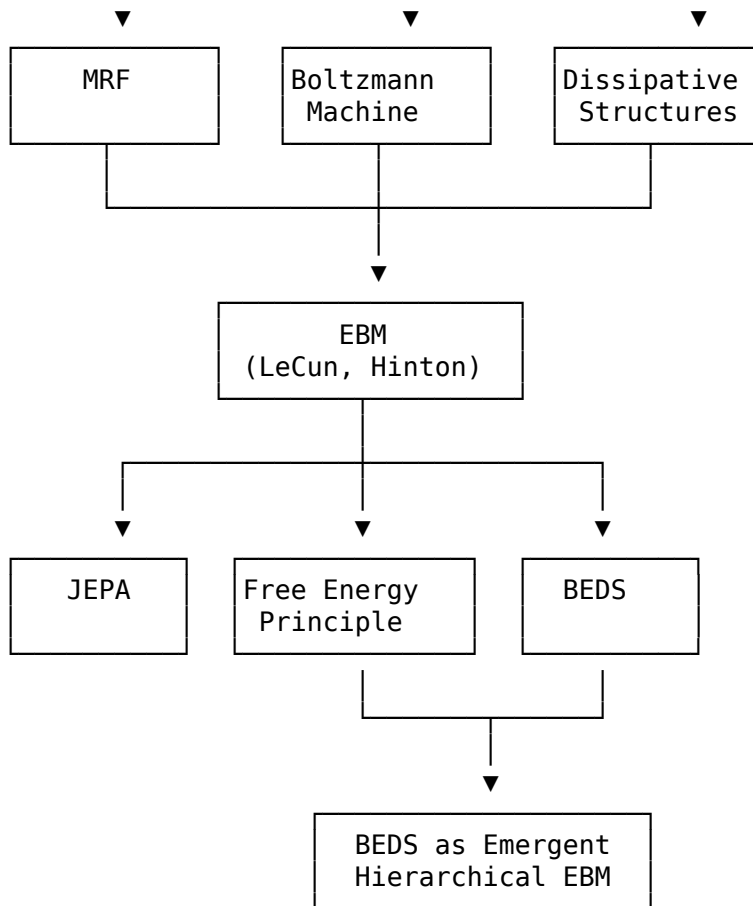 MRF
Boltzmann Machine
Dissipative Structures
EBM
(LeCun, Hinton)
JEPA
Free Energy Principle
BEDS
BEDS as Emergent
Hierarchical EBM